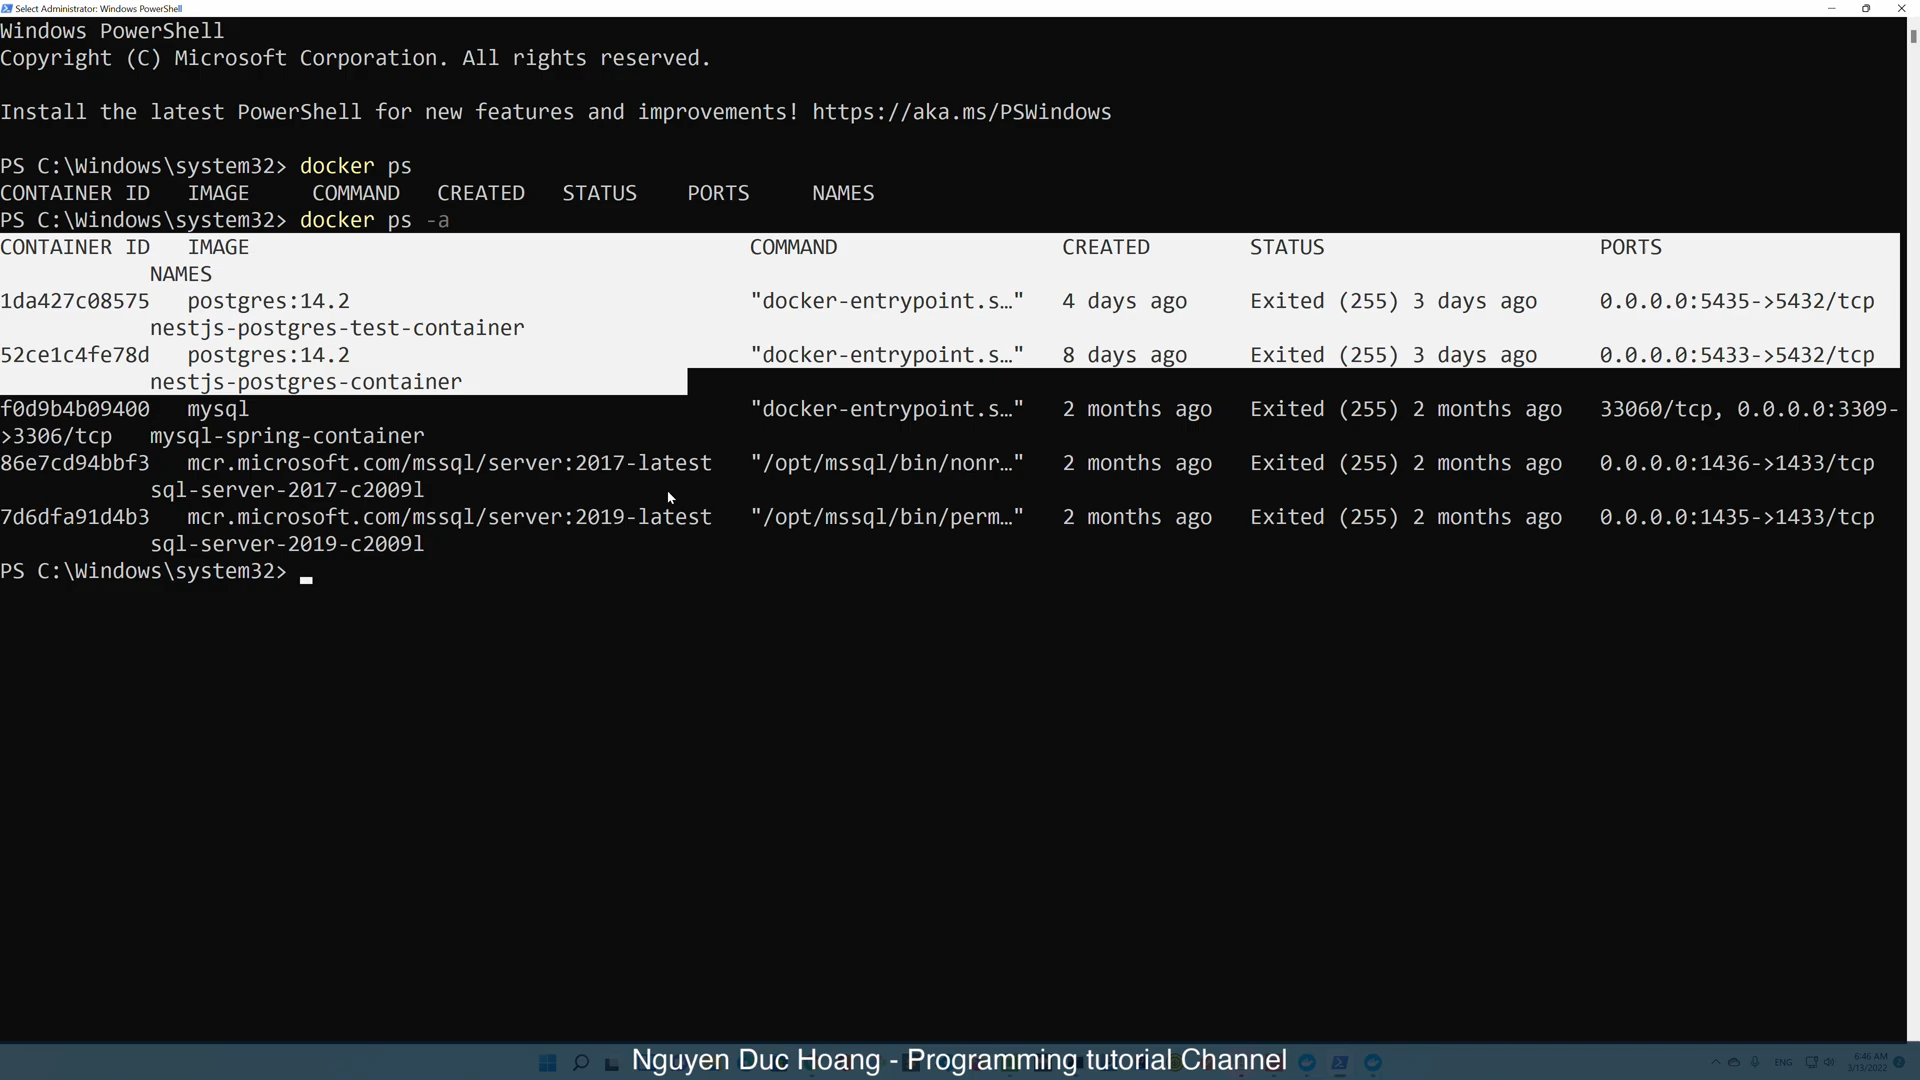 Select Administrator: Windows PowerShell
Windows PowerShell
Copyright (C) Microsoft Corporation. All rights reserved.
Install the latest PowerShell for new features and improvements! https://aka.ms/PSWindows
PS C:\Windows\system32> docker ps
CONTAINER ID   IMAGE     COMMAND   CREATED   STATUS    PORTS     NAMES
PS C:\Windows\system32> docker ps -a
CONTAINER ID   IMAGE                                        COMMAND                  CREATED        STATUS                      PORTS
            NAMES
1da427c08575   postgres:14.2                                "docker-entrypoint.s…"   4 days ago     Exited (255) 3 days ago     0.0.0.0:5435->5432/tcp
            nestjs-postgres-test-container
52ce1c4fe78d   postgres:14.2                                "docker-entrypoint.s…"   8 days ago     Exited (255) 3 days ago     0.0.0.0:5433->5432/tcp
            nestjs-postgres-container
f0d9b4b09400   mysql                                        "docker-entrypoint.s…"   2 months ago   Exited (255) 2 months ago   33060/tcp, 0.0.0.0:3309-
>3306/tcp   mysql-spring-container
86e7cd94bbf3   mcr.microsoft.com/mssql/server:2017-latest   "/opt/mssql/bin/nonr…"   2 months ago   Exited (255) 2 months ago   0.0.0.0:1436->1433/tcp
            sql-server-2017-c2009l
7d6dfa91d4b3   mcr.microsoft.com/mssql/server:2019-latest   "/opt/mssql/bin/perm…"   2 months ago   Exited (255) 2 months ago   0.0.0.0:1435->1433/tcp
            sql-server-2019-c2009l
PS C:\Windows\system32>
Nguyen Duc Hoang - Programming tutorial Channel
ENG
6:46 AM
3/13/2022